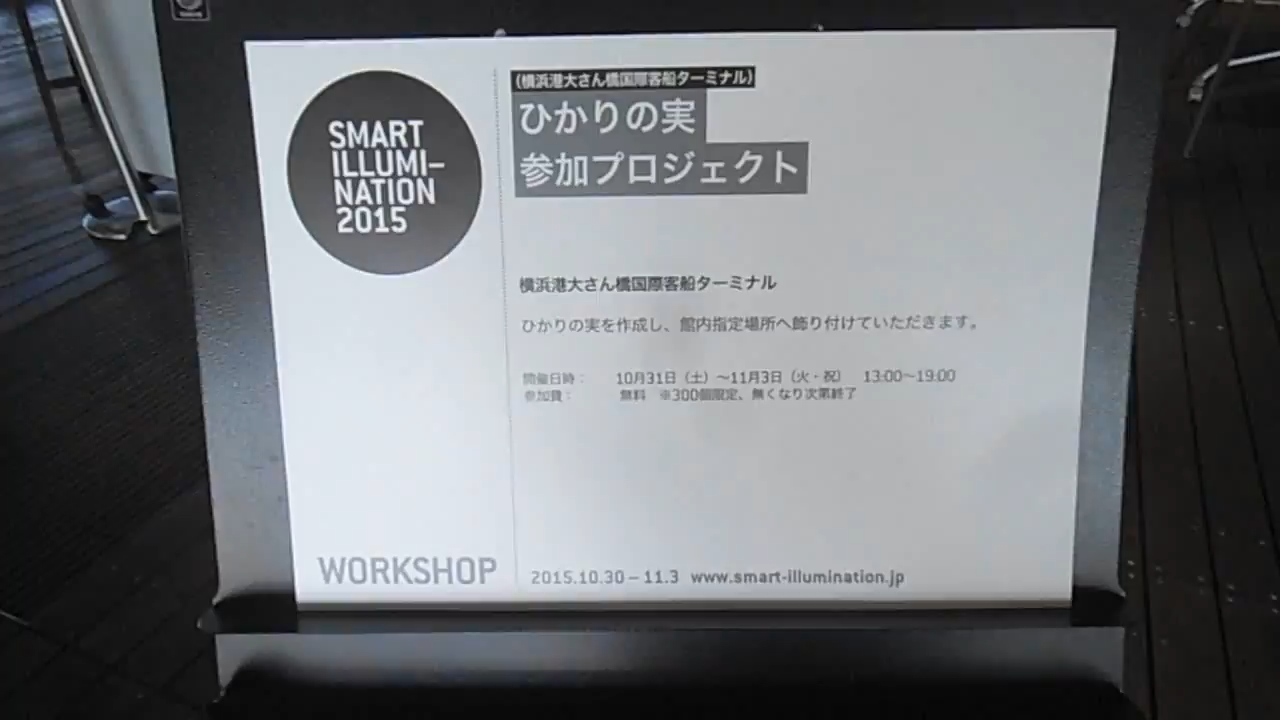 SMART
ILLUMI–
NATION
2015
(横浜港大さん橋国際客船ターミナル)
ひかりの実
参加プロジェクト
横浜港大さん橋国際客船ターミナル
ひかりの実を作成し、館内指定場所へ飾り付けていただきます。
開催日時： 10月31日（土）〜11月3日（火・祝） 13:00〜19:00
参加費： 無料 ※300個限定、無くなり次第終了
WORKSHOP
2015.10.30 – 11.3 www.smart-illumination.jp